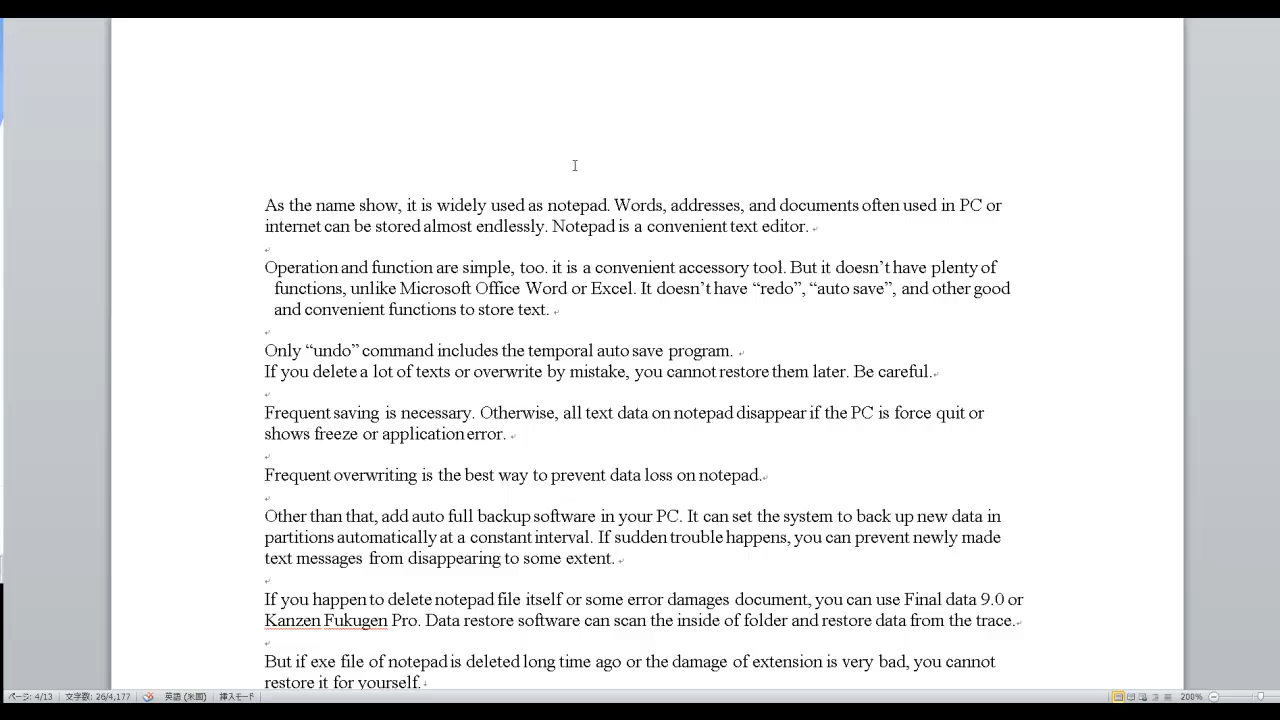 As the name show, it is widely used as notepad. Words, addresses, and documents often used in PC or
internet can be stored almost endlessly. Notepad is a convenient text editor.
Operation and function are simple, too. it is a convenient accessory tool. But it doesn’t have plenty of
functions, unlike Microsoft Office Word or Excel. It doesn’t have “redo”, “auto save”, and other good
and convenient functions to store text.
Only “undo” command includes the temporal auto save program.
If you delete a lot of texts or overwrite by mistake, you cannot restore them later. Be careful.
Frequent saving is necessary. Otherwise, all text data on notepad disappear if the PC is force quit or
shows freeze or application error.
Frequent overwriting is the best way to prevent data loss on notepad.
Other than that, add auto full backup software in your PC. It can set the system to back up new data in
partitions automatically at a constant interval. If sudden trouble happens, you can prevent newly made
text messages from disappearing to some extent.
If you happen to delete notepad file itself or some error damages document, you can use Final data 9.0 or
Kanzen Fukugen Pro. Data restore software can scan the inside of folder and restore data from the trace.
But if exe file of notepad is deleted long time ago or the damage of extension is very bad, you cannot
restore it for yourself.
ページ: 4/13 文字数: 26/4,177 英語 (米国) 挿入モード 200%